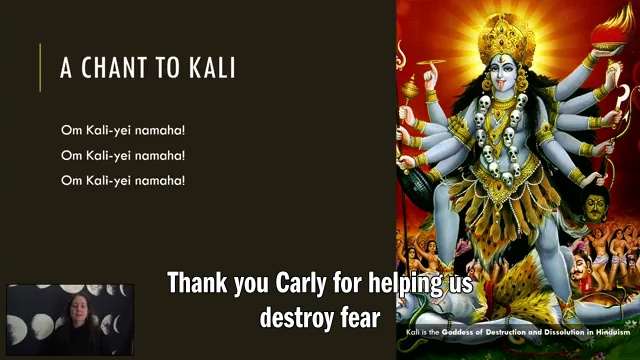 A CHANT TO KALI
Om Kali-yei namaha!
Om Kali-yei namaha!
Om Kali-yei namaha!
Thank you Carly for helping us
destroy fear
Kali is the Goddess of Destruction and Dissolution in Hinduism